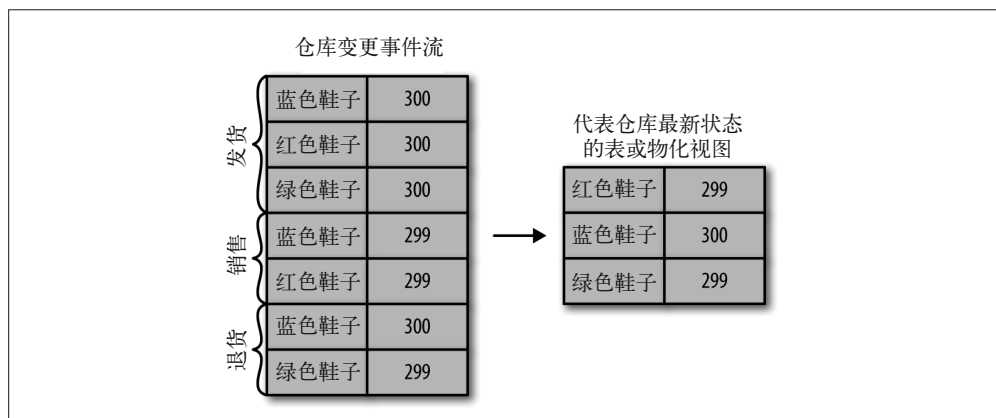 仓库变更事件流
发货
蓝色鞋子 300
红色鞋子 300
绿色鞋子 300
销售
蓝色鞋子 299
红色鞋子 299
退货
蓝色鞋子 300
绿色鞋子 299
代表仓库最新状态
的表或物化视图
红色鞋子 299
蓝色鞋子 300
绿色鞋子 299